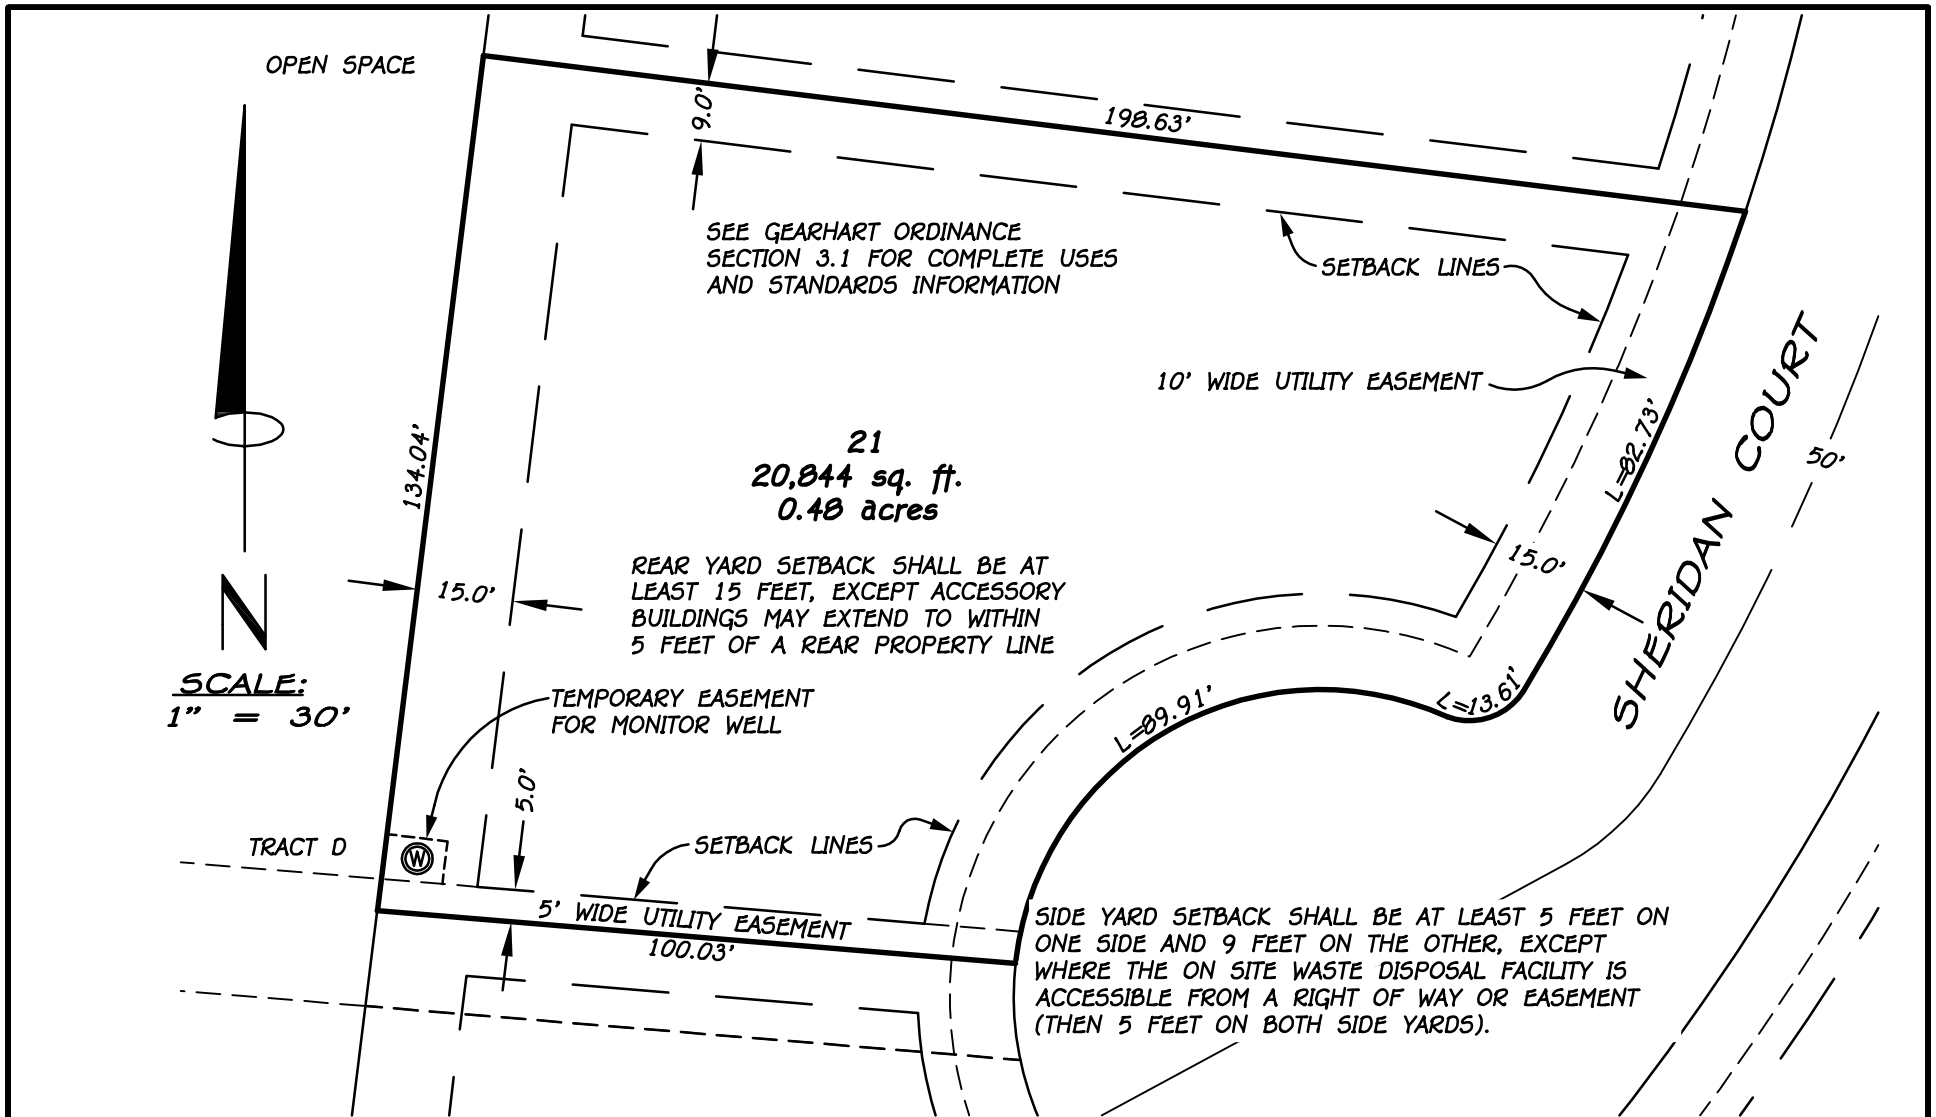 OPEN SPACE
9.0'
198.63'
SEE GEARHART ORDINANCE
SECTION 3.1 FOR COMPLETE USES
AND STANDARDS INFORMATION
SETBACK LINES
10' WIDE UTILITY EASEMENT
L=82.73'
SHERIDAN COURT
50'
134.04'
21
20,844 sq. ft.
0.48 acres
15.0'
15.0'
REAR YARD SETBACK SHALL BE AT
LEAST 15 FEET, EXCEPT ACCESSORY
BUILDINGS MAY EXTEND TO WITHIN
5 FEET OF A REAR PROPERTY LINE
N
SCALE:
1" = 30'
TEMPORARY EASEMENT
FOR MONITOR WELL
L=89.91'
L=13.61'
5.0'
TRACT D
W
SETBACK LINES
5' WIDE UTILITY EASEMENT
100.03'
SIDE YARD SETBACK SHALL BE AT LEAST 5 FEET ON
ONE SIDE AND 9 FEET ON THE OTHER, EXCEPT
WHERE THE ON SITE WASTE DISPOSAL FACILITY IS
ACCESSIBLE FROM A RIGHT OF WAY OR EASEMENT
(THEN 5 FEET ON BOTH SIDE YARDS).